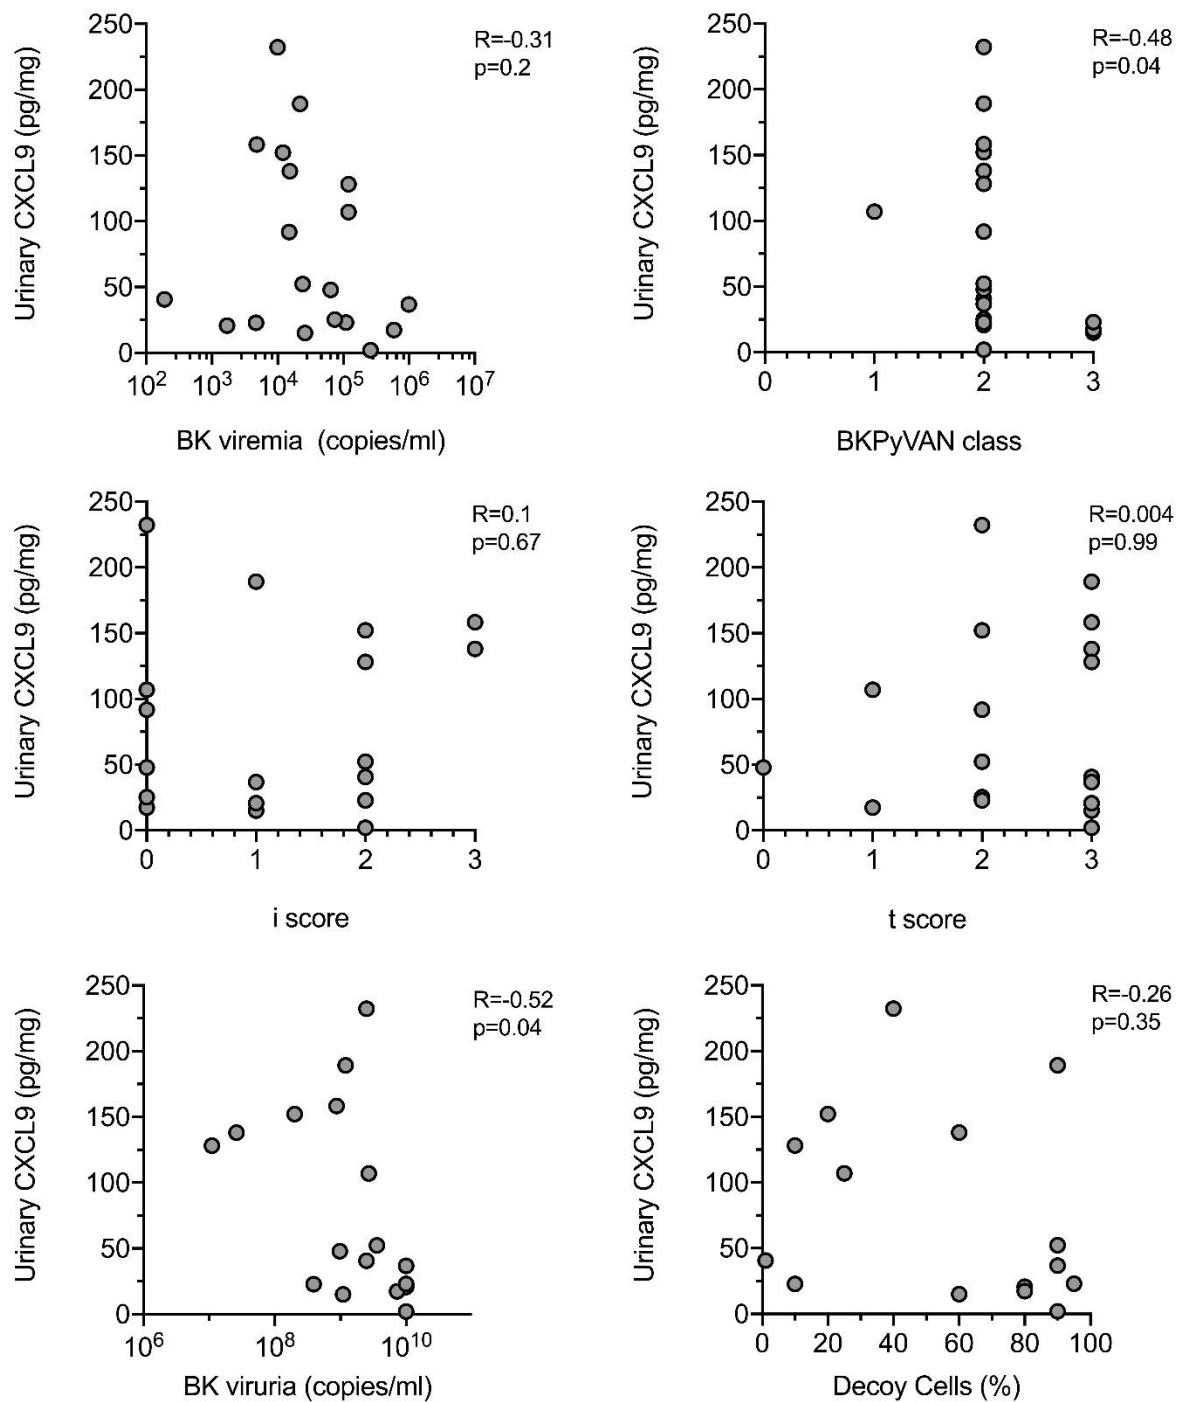 R=-0.31
p=0.2
Urinary CXCL9 (pg/mg)
250
200
150
100
50
0
10² 10³ 10⁴ 10⁵ 10⁶ 10⁷
BK viremia (copies/ml)
R=-0.48
p=0.04
Urinary CXCL9 (pg/mg)
250
200
150
100
50
0
0 1 2 3
BKPyVAN class
R=0.1
p=0.67
Urinary CXCL9 (pg/mg)
250
200
150
100
50
0
0 1 2 3
i score
R=0.004
p=0.99
Urinary CXCL9 (pg/mg)
250
200
150
100
50
0
0 1 2 3
t score
R=-0.52
p=0.04
Urinary CXCL9 (pg/mg)
250
200
150
100
50
0
10⁶ 10⁸ 10¹⁰
BK viruria (copies/ml)
R=-0.26
p=0.35
Urinary CXCL9 (pg/mg)
250
200
150
100
50
0
0 20 40 60 80 100
Decoy Cells (%)